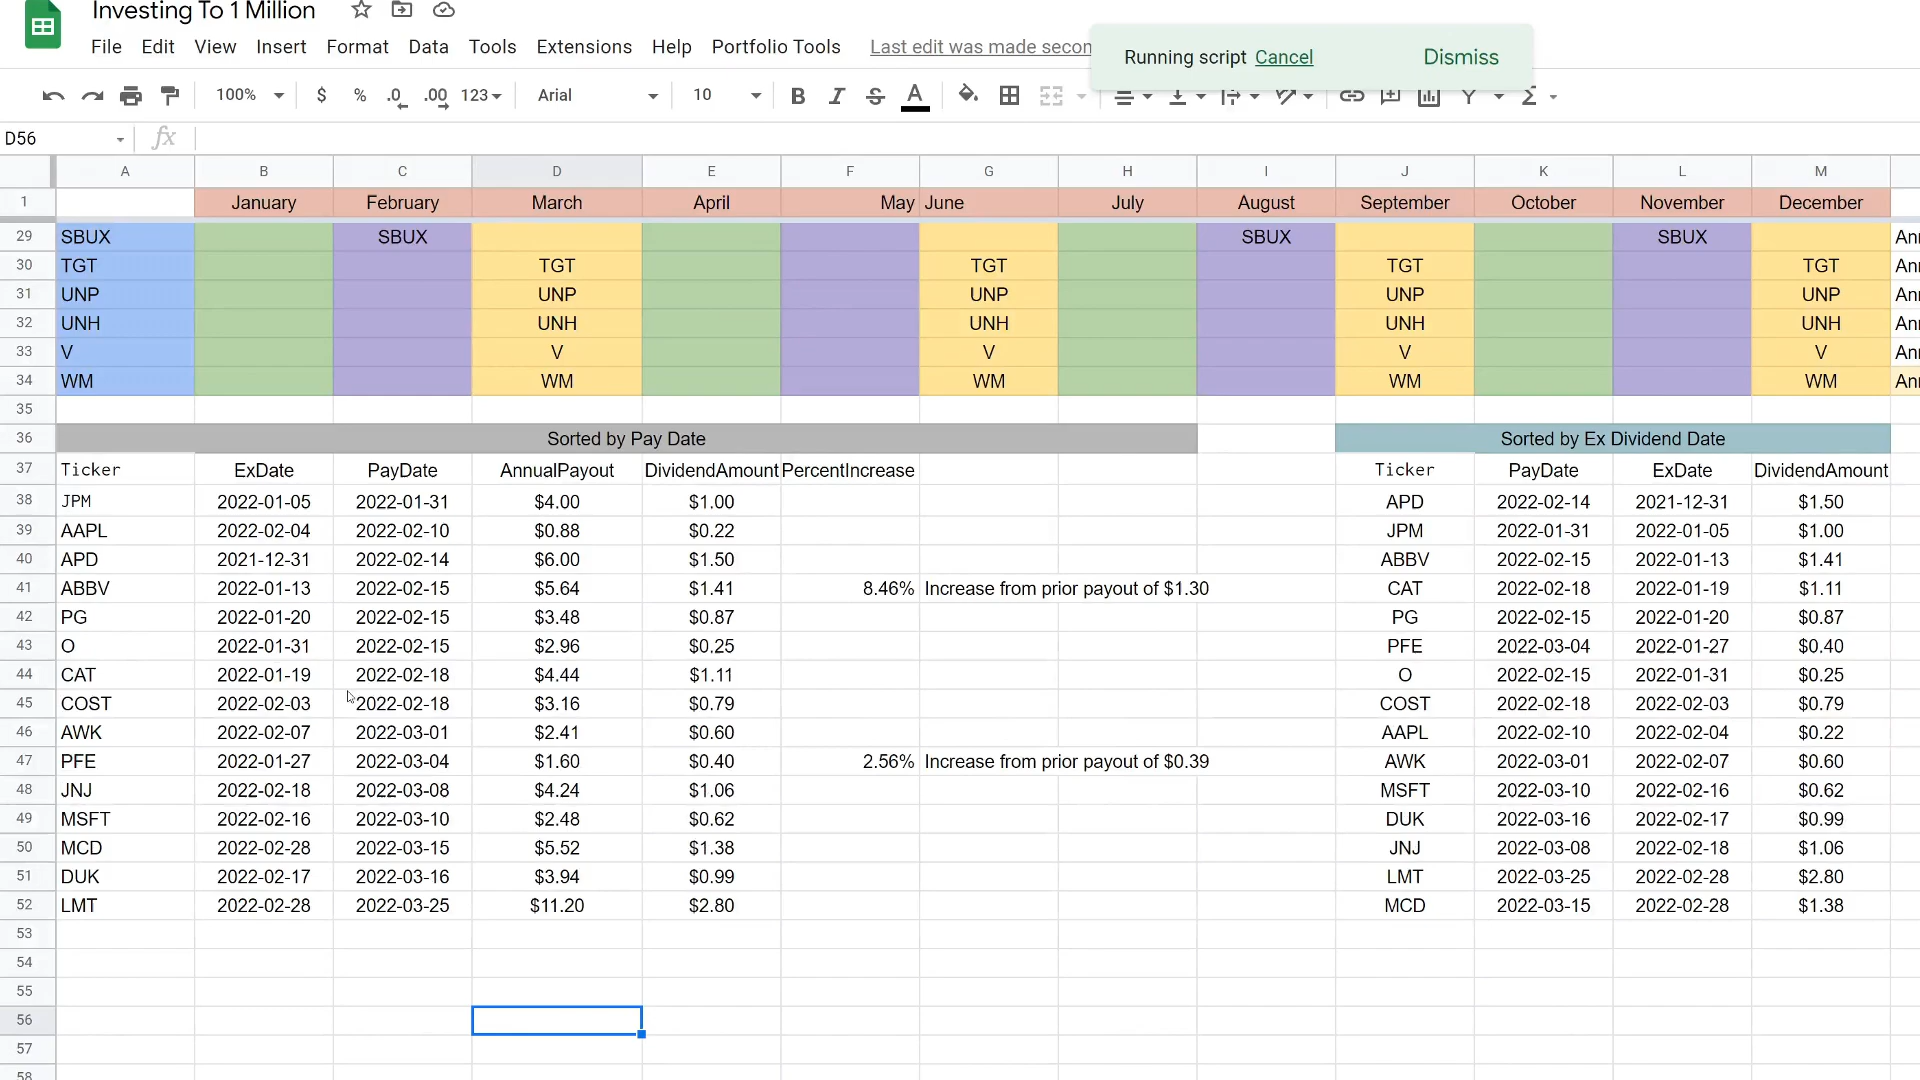 Investing To 1 Million
File Edit View Insert Format Data Tools Extensions Help Portfolio Tools Last edit was made secon
Running script Cancel Dismiss
100% $ % .0 .00 123 Arial 10 B I S A
D56 fx
A B C D E F G H I J K L M
1 January February March April May June July August September October November December
29 SBUX SBUX SBUX SBUX Ann
30 TGT TGT TGT TGT TGT Ann
31 UNP UNP UNP UNP UNP Ann
32 UNH UNH UNH UNH UNH Ann
33 V V V V V Ann
34 WM WM WM WM WM Ann
35
36 Sorted by Pay Date Sorted by Ex Dividend Date
37 Ticker ExDate PayDate AnnualPayout DividendAmount PercentIncrease Ticker PayDate ExDate DividendAmount
38 JPM 2022-01-05 2022-01-31 $4.00 $1.00 APD 2022-02-14 2021-12-31 $1.50
39 AAPL 2022-02-04 2022-02-10 $0.88 $0.22 JPM 2022-01-31 2022-01-05 $1.00
40 APD 2021-12-31 2022-02-14 $6.00 $1.50 ABBV 2022-02-15 2022-01-13 $1.41
41 ABBV 2022-01-13 2022-02-15 $5.64 $1.41 8.46% Increase from prior payout of $1.30 CAT 2022-02-18 2022-01-19 $1.11
42 PG 2022-01-20 2022-02-15 $3.48 $0.87 PG 2022-02-15 2022-01-20 $0.87
43 O 2022-01-31 2022-02-15 $2.96 $0.25 PFE 2022-03-04 2022-01-27 $0.40
44 CAT 2022-01-19 2022-02-18 $4.44 $1.11 O 2022-02-15 2022-01-31 $0.25
45 COST 2022-02-03 2022-02-18 $3.16 $0.79 COST 2022-02-18 2022-02-03 $0.79
46 AWK 2022-02-07 2022-03-01 $2.41 $0.60 AAPL 2022-02-10 2022-02-04 $0.22
47 PFE 2022-01-27 2022-03-04 $1.60 $0.40 2.56% Increase from prior payout of $0.39 AWK 2022-03-01 2022-02-07 $0.60
48 JNJ 2022-02-18 2022-03-08 $4.24 $1.06 MSFT 2022-03-10 2022-02-16 $0.62
49 MSFT 2022-02-16 2022-03-10 $2.48 $0.62 DUK 2022-03-16 2022-02-17 $0.99
50 MCD 2022-02-28 2022-03-15 $5.52 $1.38 JNJ 2022-03-08 2022-02-18 $1.06
51 DUK 2022-02-17 2022-03-16 $3.94 $0.99 LMT 2022-03-25 2022-02-28 $2.80
52 LMT 2022-02-28 2022-03-25 $11.20 $2.80 MCD 2022-03-15 2022-02-28 $1.38
53
54
55
56
57
58